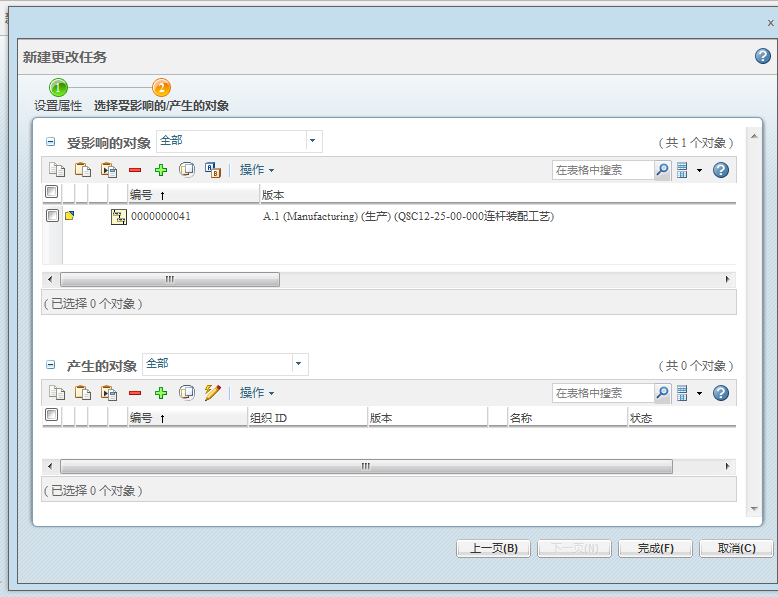 x
新建更改任务
1 2
设置属性 选择受影响的/产生的对象
受影响的对象 全部 (共 1 个对象)
操作 在表格中搜索
编号 ↑ 版本
0000000041 A.1 (Manufacturing) (生产) (QSC12-25-00-000连杆装配工艺)
(已选择 0 个对象)
产生的对象 全部 (共 0 个对象)
操作 在表格中搜索
编号 ↑ 组织 ID 版本 名称 状态
(已选择 0 个对象)
上一页(B) 下一页(N) 完成(F) 取消(C)